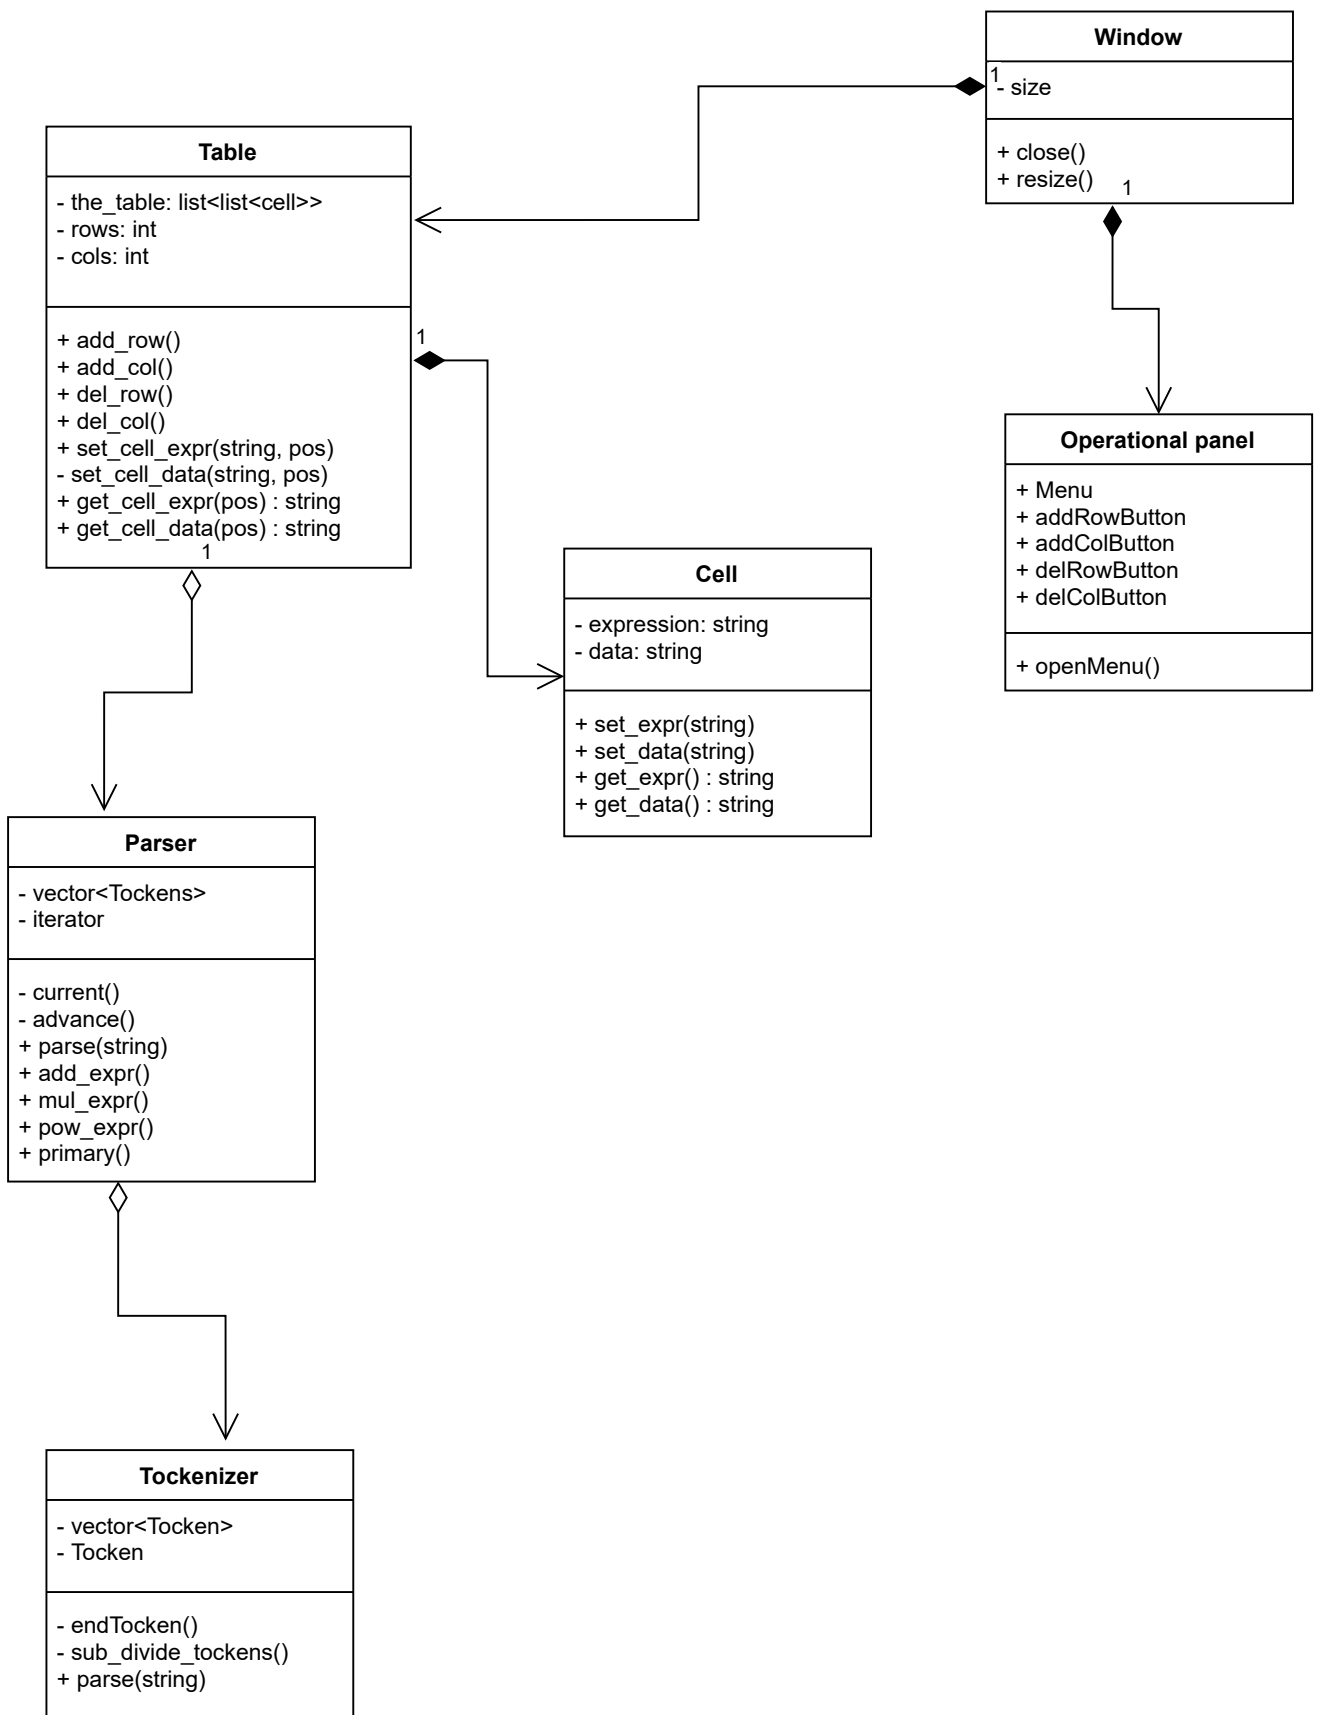 Window
1
- size
+ close()
+ resize()
1
Table
- the_table: list<list<cell>>
- rows: int
- cols: int
+ add_row()
+ add_col()
+ del_row()
+ del_col()
+ set_cell_expr(string, pos)
- set_cell_data(string, pos)
+ get_cell_expr(pos) : string
+ get_cell_data(pos) : string
1
1
Operational panel
+ Menu
+ addRowButton
+ addColButton
+ delRowButton
+ delColButton
+ openMenu()
Cell
- expression: string
- data: string
+ set_expr(string)
+ set_data(string)
+ get_expr() : string
+ get_data() : string
Parser
- vector<Tockens>
- iterator
- current()
- advance()
+ parse(string)
+ add_expr()
+ mul_expr()
+ pow_expr()
+ primary()
Tockenizer
- vector<Tocken>
- Tocken
- endTocken()
- sub_divide_tockens()
+ parse(string)